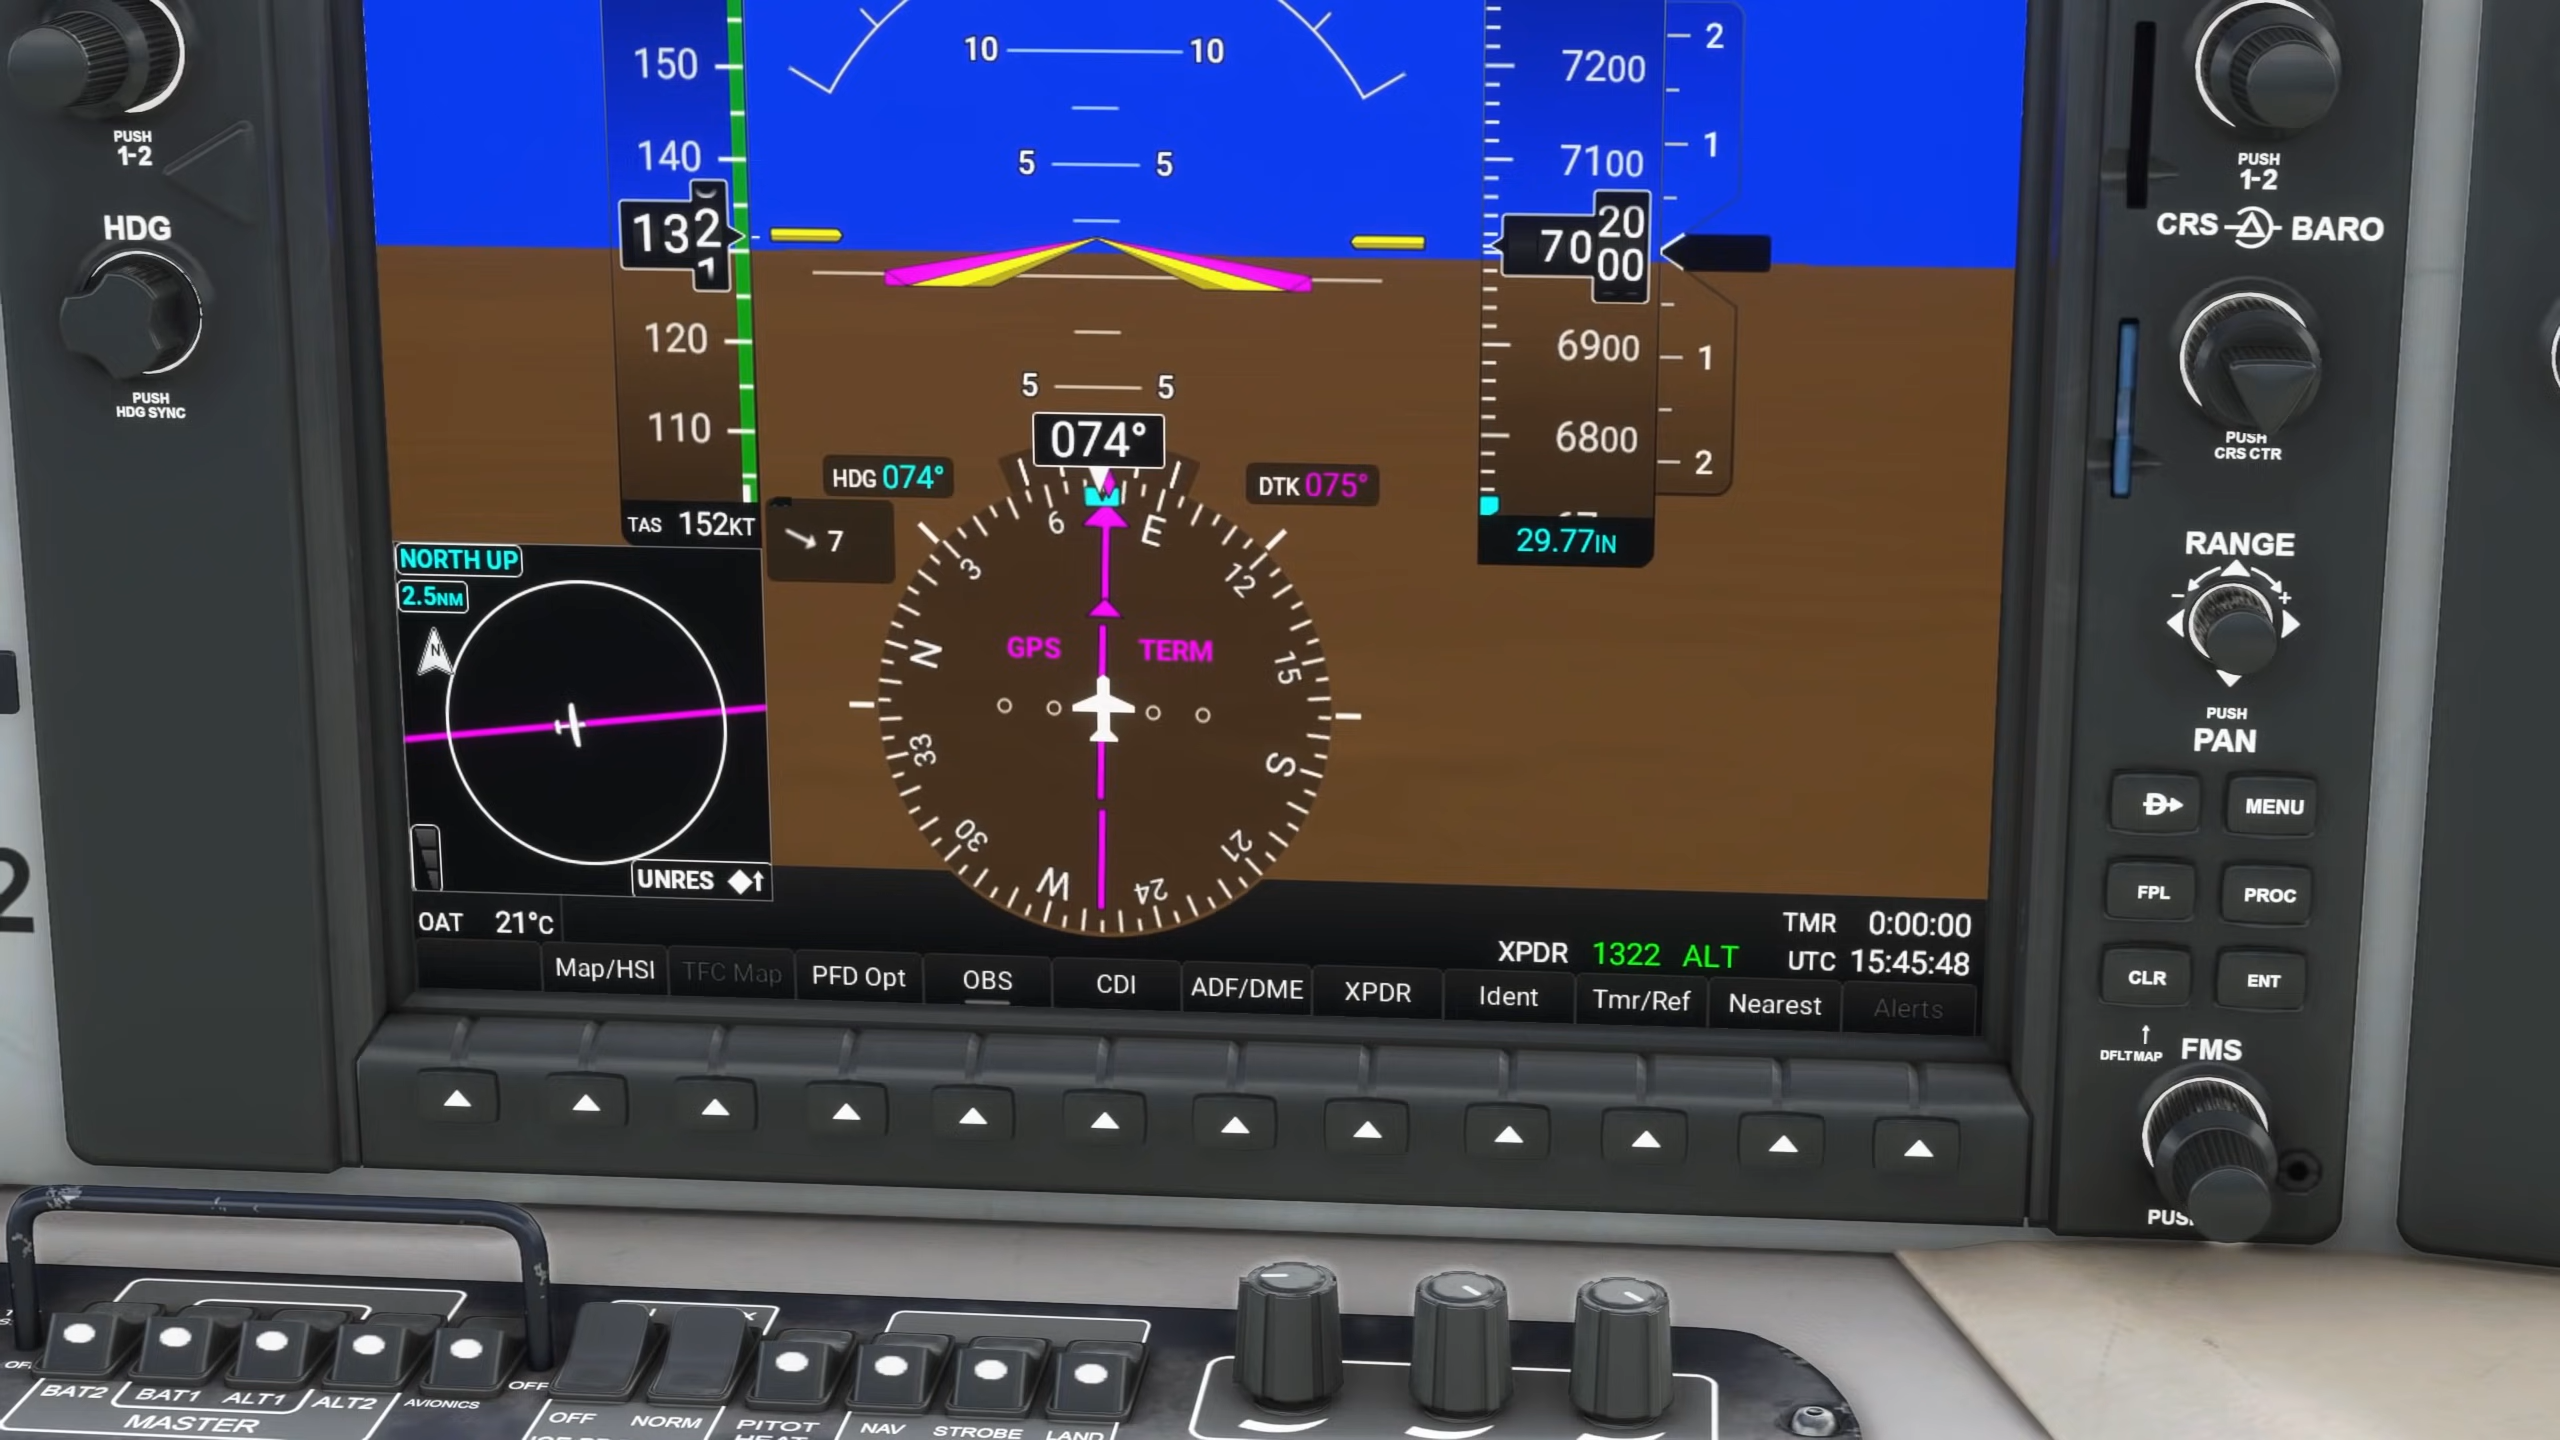 PUSH
1-2
HDG
PUSH
HDG SYNC
150
140
132
1
120
110
TAS 152KT
10 10
5 5
5 5
7200
7100
7020
00
6900
6800
29.77IN
2
1
1
2
074°
HDG 074°
DTK 075°
7
NORTH UP
2.5NM
N
UNRES
6 E
3 12
GPS TERM
N 15
33 S
30 21
W 24
OAT 21°C
TMR 0:00:00
XPDR 1322 ALT UTC 15:45:48
Map/HSI TFC Map PFD Opt OBS CDI ADF/DME XPDR Ident Tmr/Ref Nearest Alerts
PUSH
1-2
CRS BARO
PUSH
CRS CTR
RANGE
- +
PUSH
PAN
D MENU
FPL PROC
CLR ENT
DFLT MAP FMS
2
BAT2 BAT1 ALT1 ALT2 AVIONICS
MASTER
OFF
OFF NORM PITOT NAV STROBE LAND
HEAT